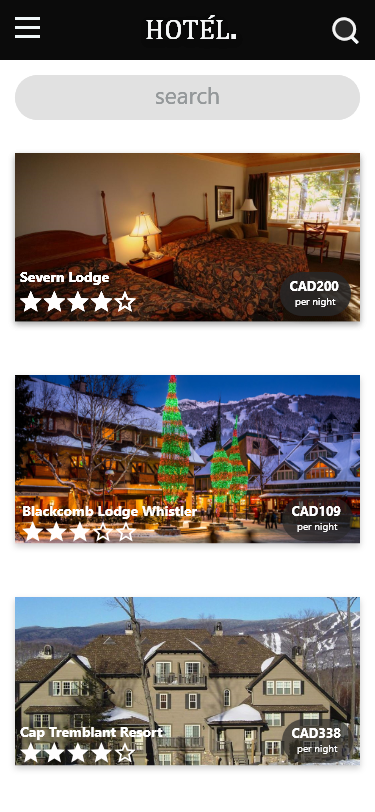 HOTÉL.
search
Severn Lodge
CAD200
per night
Blackcomb Lodge Whistler
CAD109
per night
Cap Tremblant Resort
CAD338
per night